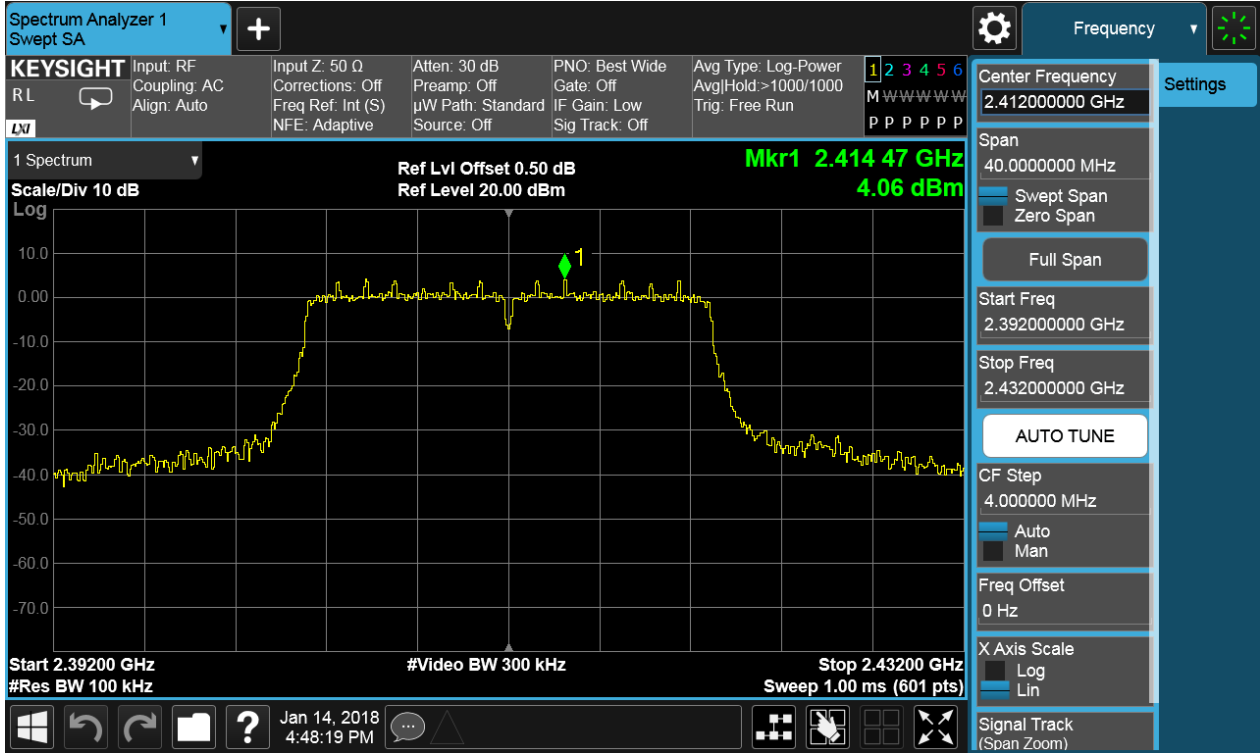 Spectrum Analyzer 1
Swept SA
Frequency
KEYSIGHT
RL
LXI
Input: RF
Coupling: AC
Align: Auto
Input Z: 50 Ω
Corrections: Off
Freq Ref: Int (S)
NFE: Adaptive
Atten: 30 dB
Preamp: Off
µW Path: Standard
Source: Off
PNO: Best Wide
Gate: Off
IF Gain: Low
Sig Track: Off
Avg Type: Log-Power
Avg|Hold:>1000/1000
Trig: Free Run
1 2 3 4 5 6
M W W W W W
P P P P P P
1 Spectrum
Scale/Div 10 dB
Log
Ref Lvl Offset 0.50 dB
Ref Level 20.00 dBm
Mkr1 2.414 47 GHz
4.06 dBm
1
10.0
0.00
-10.0
-20.0
-30.0
-40.0
-50.0
-60.0
-70.0
Start 2.39200 GHz
#Res BW 100 kHz
#Video BW 300 kHz
Stop 2.43200 GHz
Sweep 1.00 ms (601 pts)
Center Frequency
2.412000000 GHz
Span
40.0000000 MHz
Swept Span
Zero Span
Full Span
Start Freq
2.392000000 GHz
Stop Freq
2.432000000 GHz
AUTO TUNE
CF Step
4.000000 MHz
Auto
Man
Freq Offset
0 Hz
X Axis Scale
Log
Lin
Signal Track
(Span Zoom)
Settings
?
Jan 14, 2018
4:48:19 PM